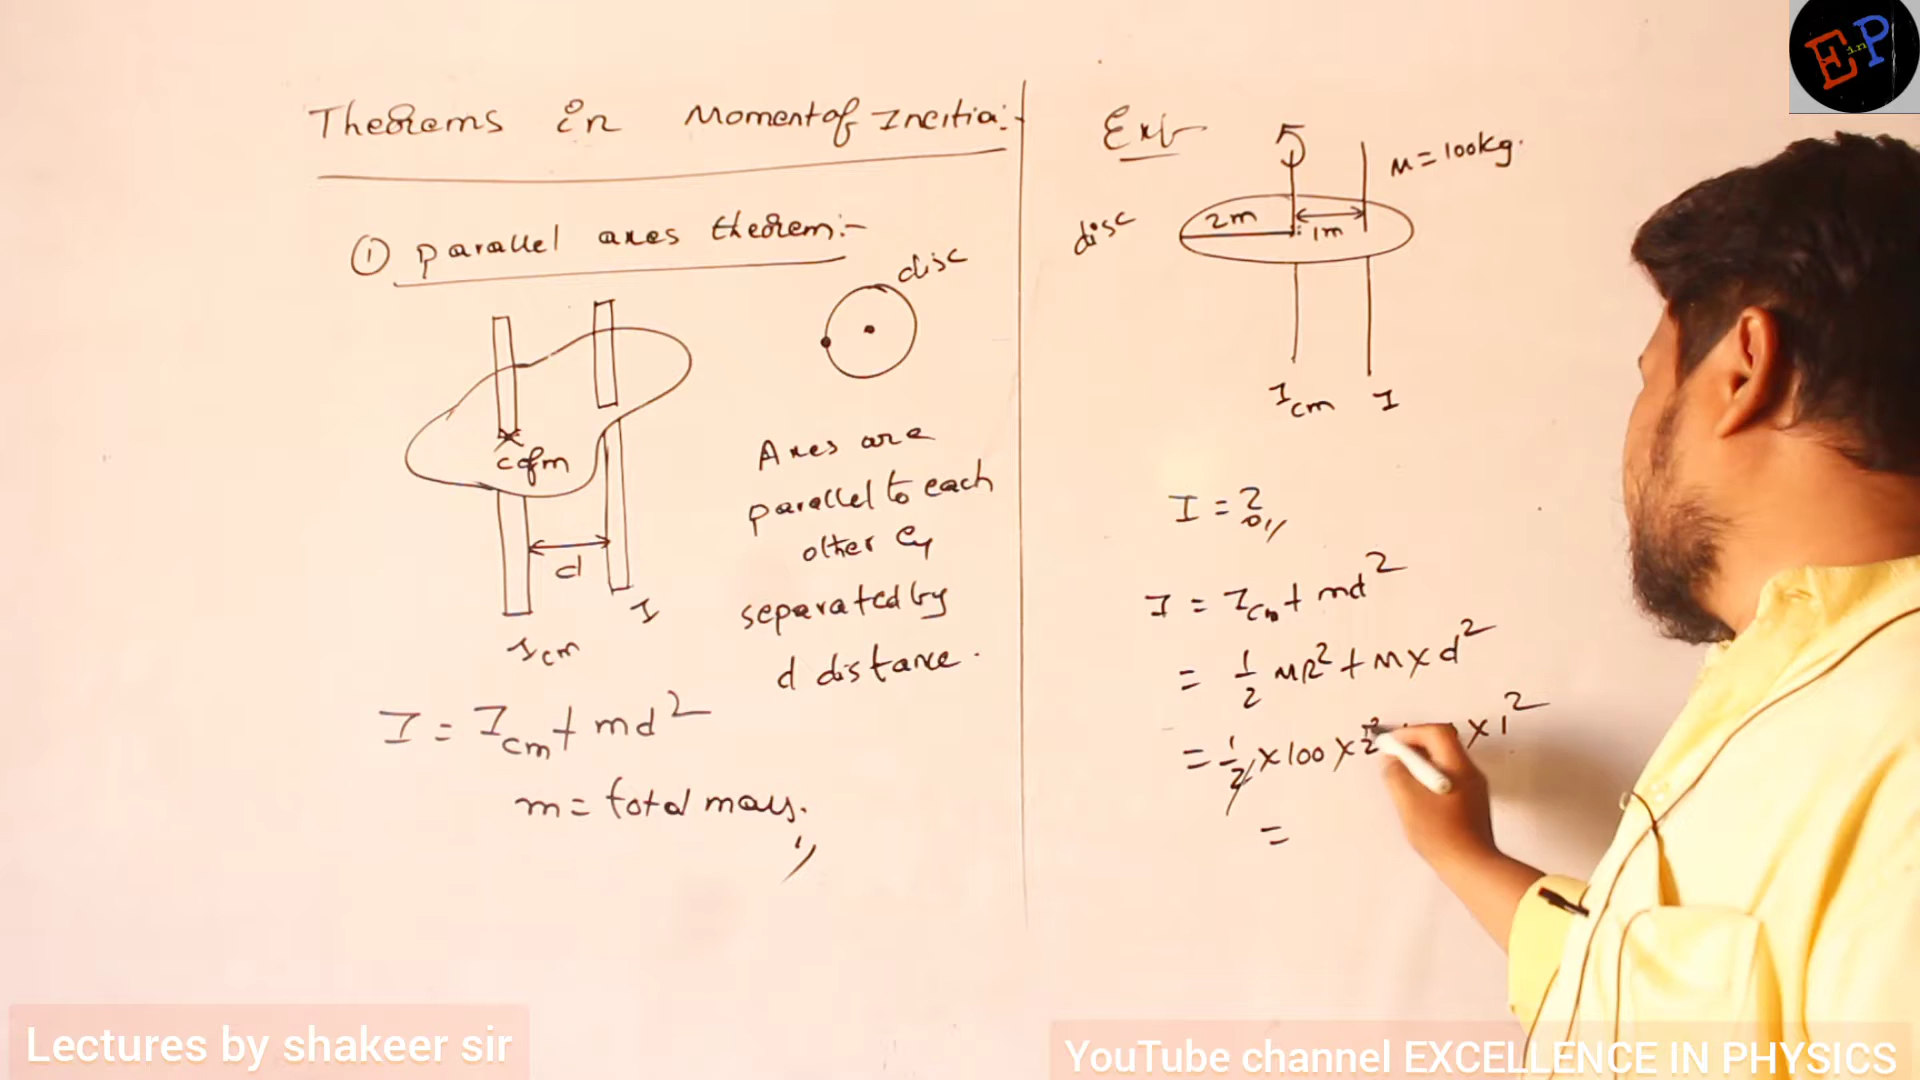 Theorems in Moment of Inertia:-
① parallel axes theorem:-
disc
c of m
d
I
Icm
Axes are
parallel to each
other &
separated by
d distance.
I = Icm + md²
m = total mass.
Ex:-
M = 100kg.
disc
2m
1m
Icm I
I = ?
I = Icm + md²
= 1/2 MR² + M x d²
= 1/2 x 100 x 2² x 1²
=
E in P
Lectures by shakeer sir
YouTube channel EXCELLENCE IN PHYSICS